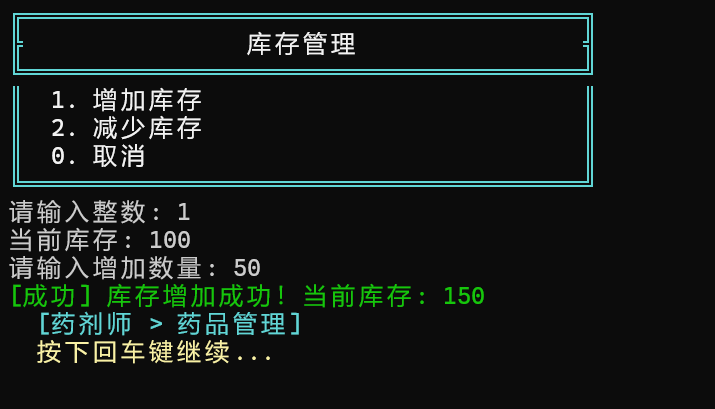 库存管理
1. 增加库存
2. 减少库存
0. 取消
请输入整数: 1
当前库存: 100
请输入增加数量: 50
[成功] 库存增加成功! 当前库存: 150
[药剂师 > 药品管理]
按下回车键继续...